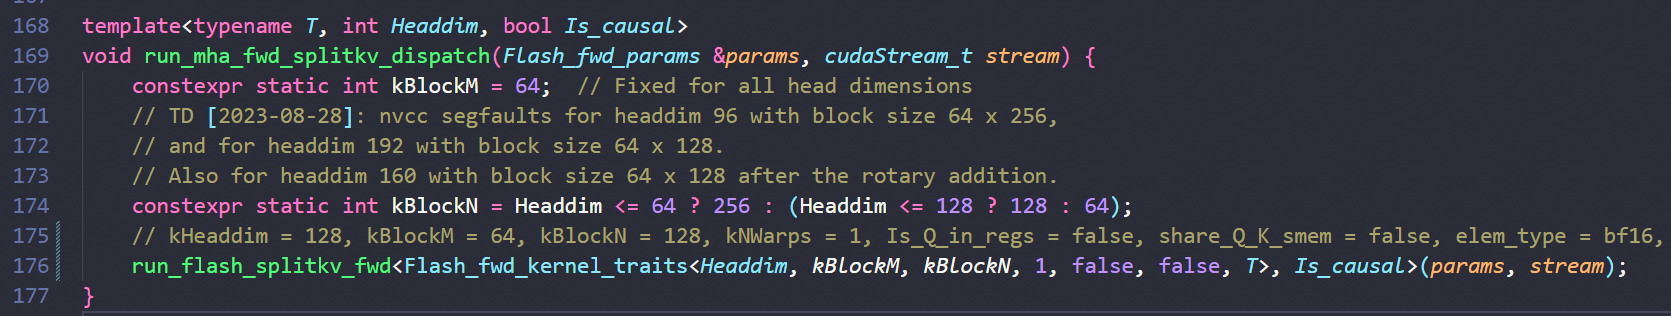 168 template<typename T, int Headdim, bool Is_causal>
169 void run_mha_fwd_splitkv_dispatch(Flash_fwd_params &params, cudaStream_t stream) {
170     constexpr static int kBlockM = 64;  // Fixed for all head dimensions
171     // TD [2023-08-28]: nvcc segfaults for headdim 96 with block size 64 x 256,
172     // and for headdim 192 with block size 64 x 128.
173     // Also for headdim 160 with block size 64 x 128 after the rotary addition.
174     constexpr static int kBlockN = Headdim <= 64 ? 256 : (Headdim <= 128 ? 128 : 64);
175     // kHeaddim = 128, kBlockM = 64, kBlockN = 128, kNWarps = 1, Is_Q_in_regs = false, share_Q_K_smem = false, elem_type = bf16,
176     run_flash_splitkv_fwd<Flash_fwd_kernel_traits<Headdim, kBlockM, kBlockN, 1, false, false, T>, Is_causal>(params, stream);
177 }